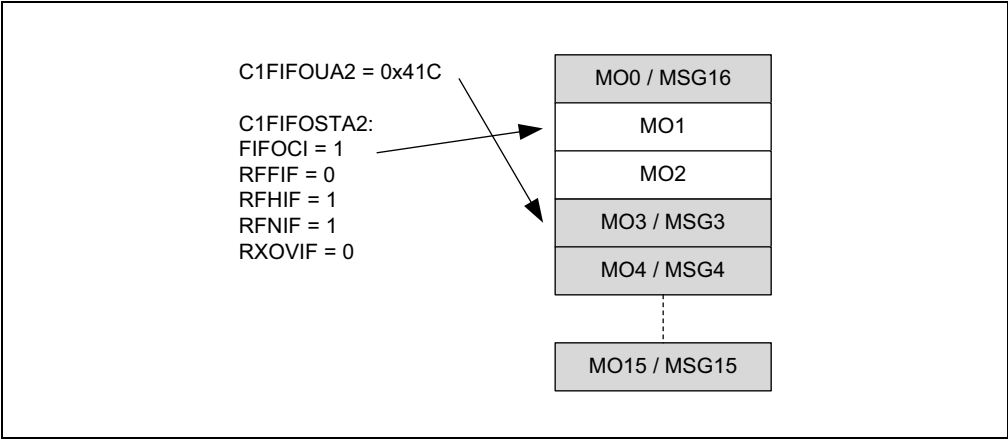 C1FIFOUA2 = 0x41C
C1FIFOSTA2:
FIFOCI = 1
RFFIF = 0
RFHIF = 1
RFNIF = 1
RXOVIF = 0
MO0 / MSG16
MO1
MO2
MO3 / MSG3
MO4 / MSG4
MO15 / MSG15